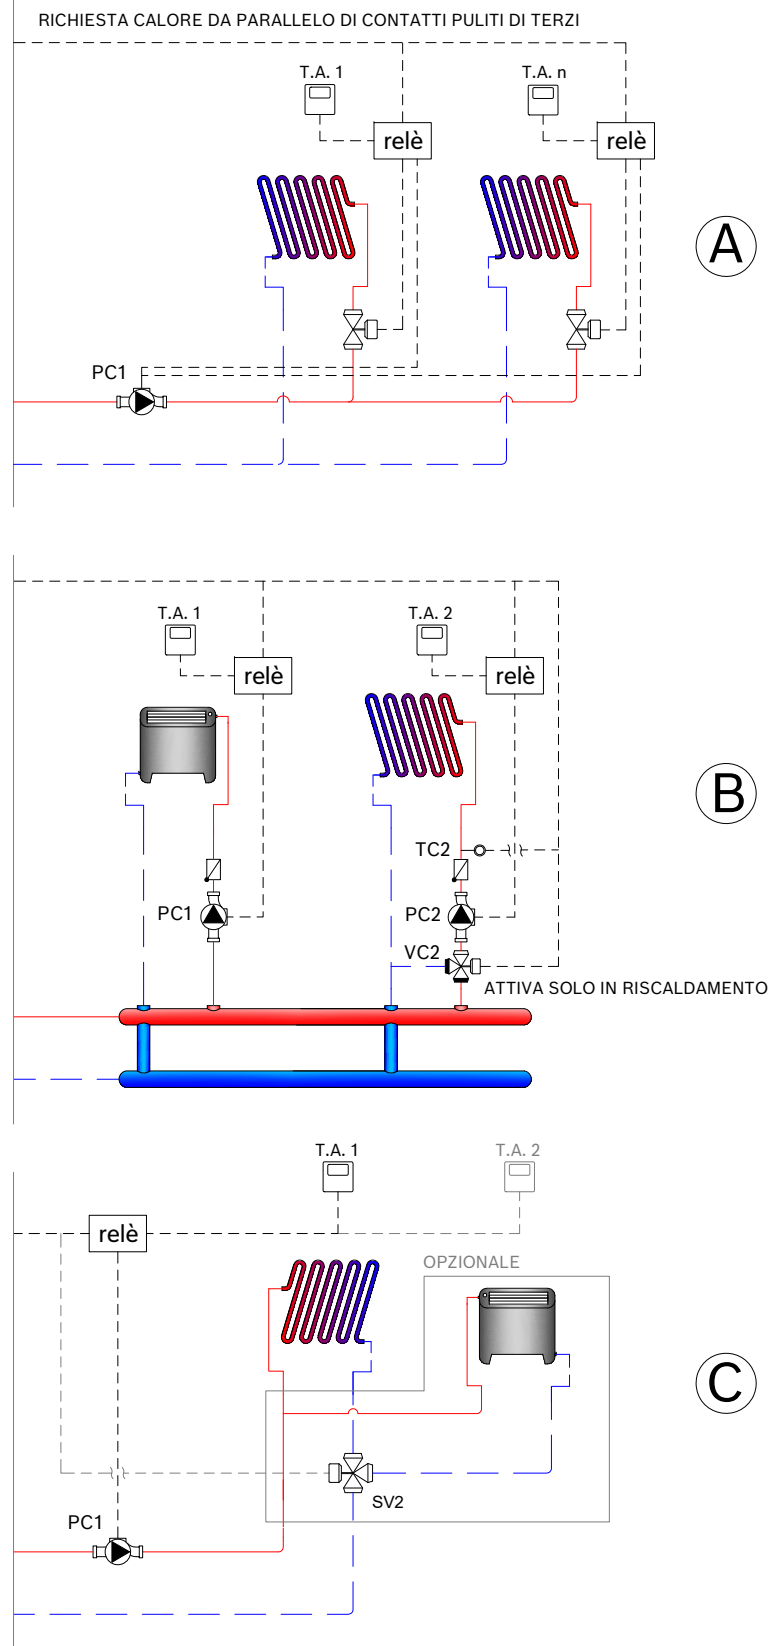 RICHIESTA CALORE DA PARALLELO DI CONTATTI PULITI DI TERZI
T.A. 1
T.A. n
relè
relè
A
PC1
T.A. 1
T.A. 2
relè
relè
B
TC2
PC1
PC2
VC2
ATTIVA SOLO IN RISCALDAMENTO
T.A. 1
T.A. 2
relè
OPZIONALE
C
SV2
PC1